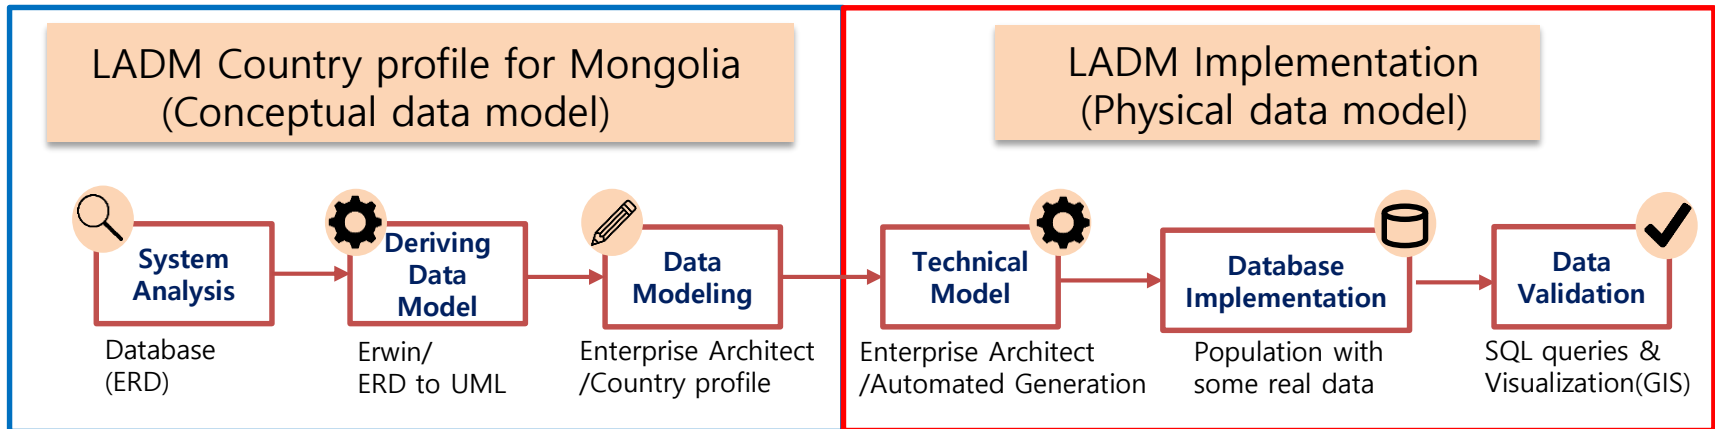 LADM Country profile for Mongolia
(Conceptual data model)
LADM Implementation
(Physical data model)
System
Analysis
Deriving
Data
Model
Data
Modeling
Technical
Model
Database
Implementation
Data
Validation
Database
(ERD)
Erwin/
ERD to UML
Enterprise Architect
/Country profile
Enterprise Architect
/Automated Generation
Population with
some real data
SQL queries &
Visualization(GIS)